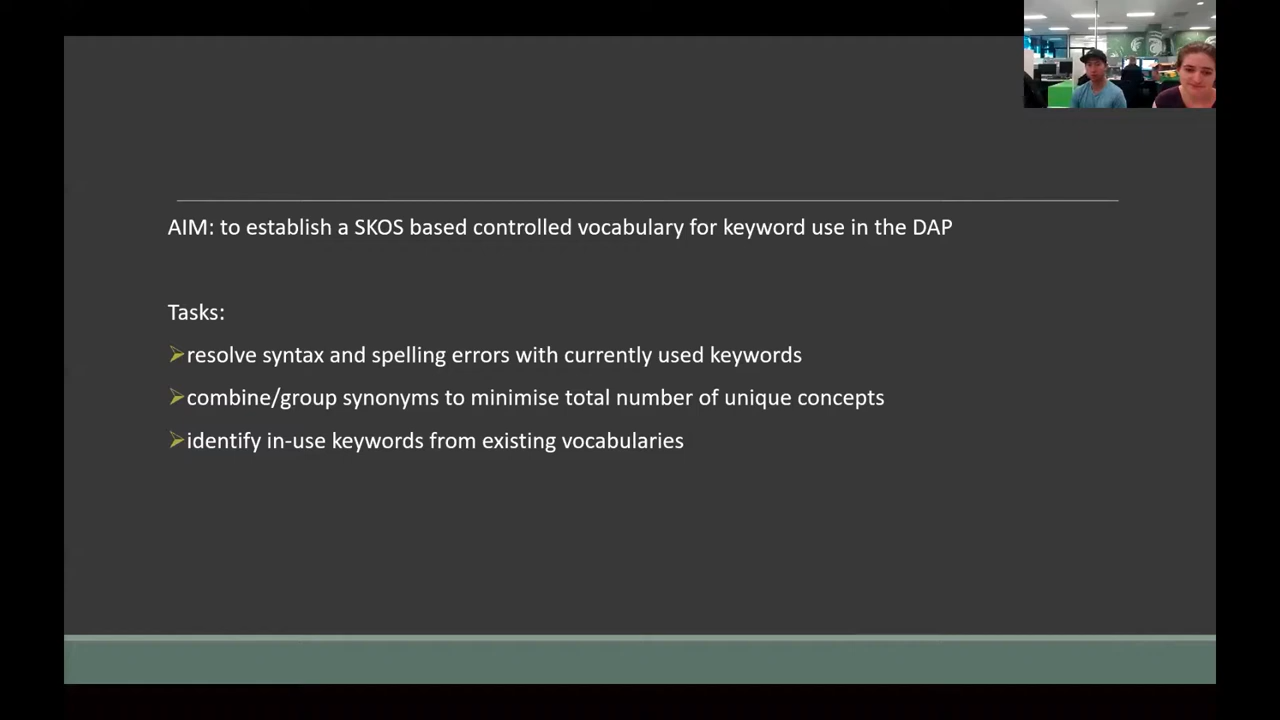 AIM: to establish a SKOS based controlled vocabulary for keyword use in the DAP
Tasks:
resolve syntax and spelling errors with currently used keywords
combine/group synonyms to minimise total number of unique concepts
identify in-use keywords from existing vocabularies